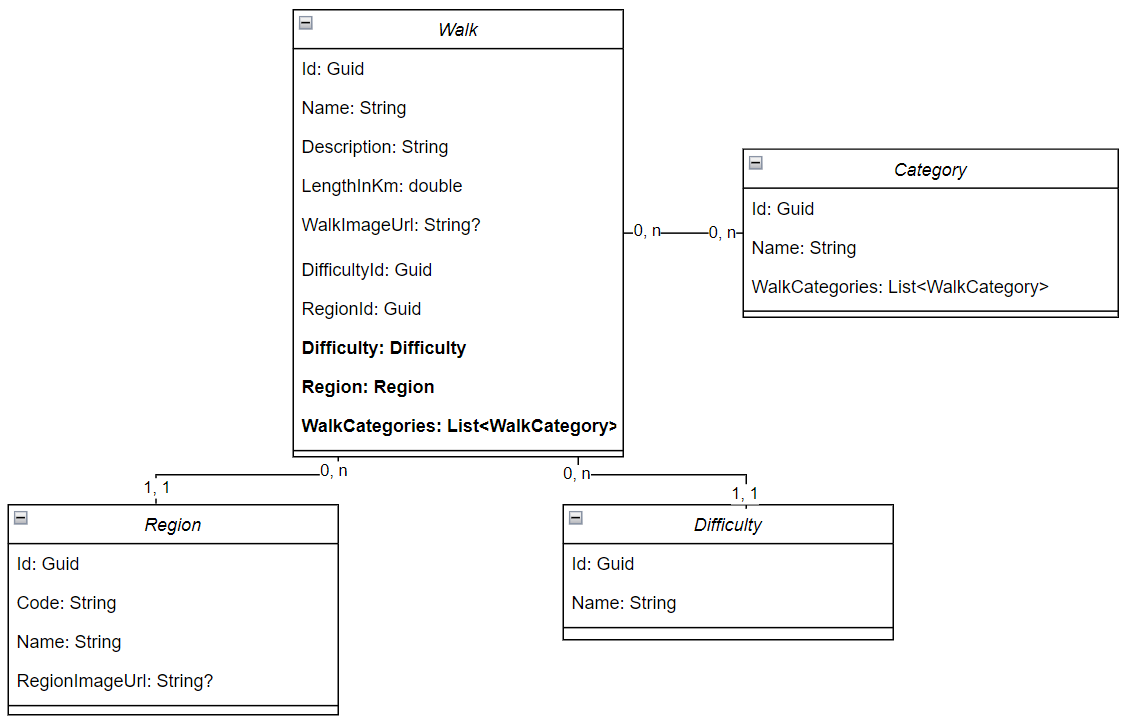 Walk
Id: Guid
Name: String
Description: String
LengthInKm: double
WalkImageUrl: String?
DifficultyId: Guid
RegionId: Guid
Difficulty: Difficulty
Region: Region
WalkCategories: List<WalkCategory>
0, n
0, n
Category
Id: Guid
Name: String
WalkCategories: List<WalkCategory>
0, n
1, 1
0, n
1, 1
Region
Id: Guid
Code: String
Name: String
RegionImageUrl: String?
Difficulty
Id: Guid
Name: String